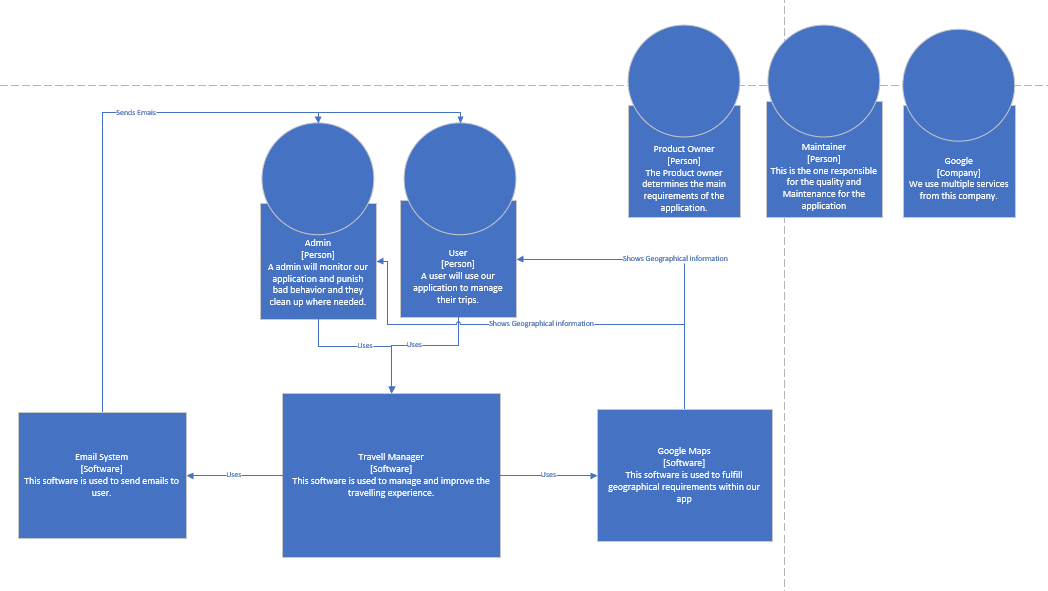 Sends Emais
Product Owner
[Person]
The Product owner
determines the main
requirements of the
application.
Maintainer
[Person]
This is the one responsible
for the quality and
Maintenance for the
application
Google
[Company]
We use multiple services
from this company.
Admin
[Person]
A admin will monitor our
application and punish
bad behavior and they
clean up where needed.
User
[Person]
A user will use our
application to manage
their trips.
Shows Geographical information
Shows Geographical information
Uses
Uses
Email System
[Software]
This software is used to send emails to
user.
Uses
Travell Manager
[Software]
This software is used to manage and improve the
travelling experience.
Uses
Google Maps
[Software]
This software is used to fulfill
geographical requirements within our
app